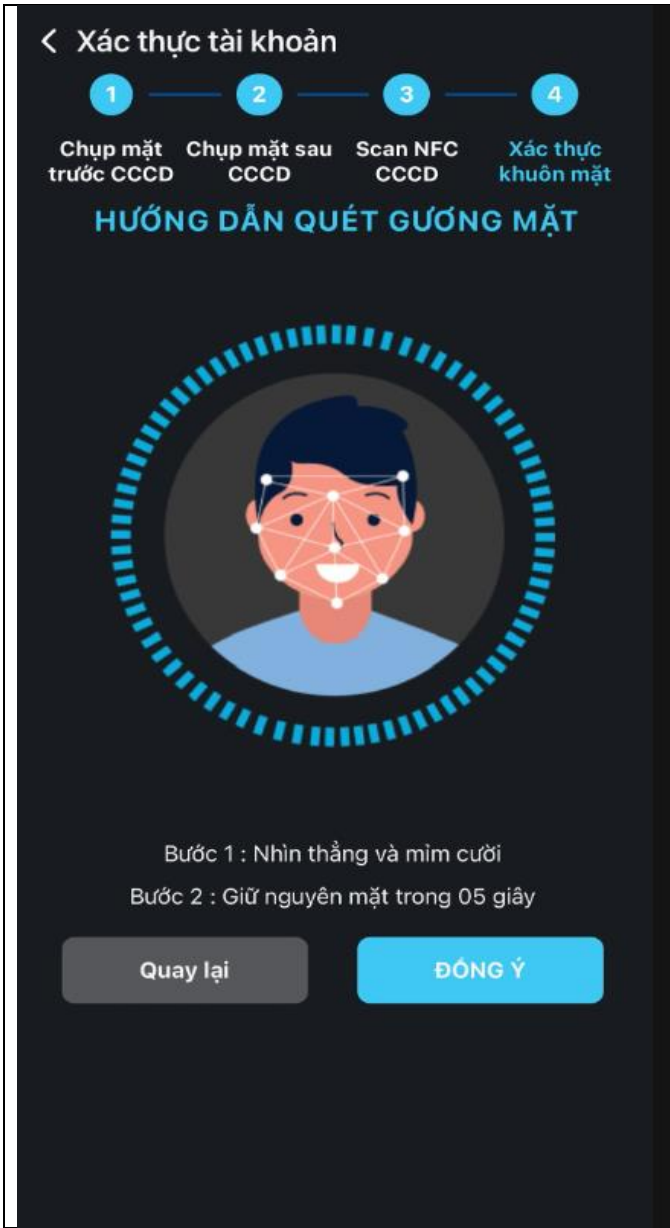 Xác thực tài khoản
1 2 3 4
Chụp mặt trước CCCD
Chụp mặt sau CCCD
Scan NFC CCCD
Xác thực khuôn mặt
HƯỚNG DẪN QUÉT GƯƠNG MẶT
Bước 1 : Nhìn thẳng và mỉm cười
Bước 2 : Giữ nguyên mặt trong 05 giây
Quay lại
ĐỒNG Ý